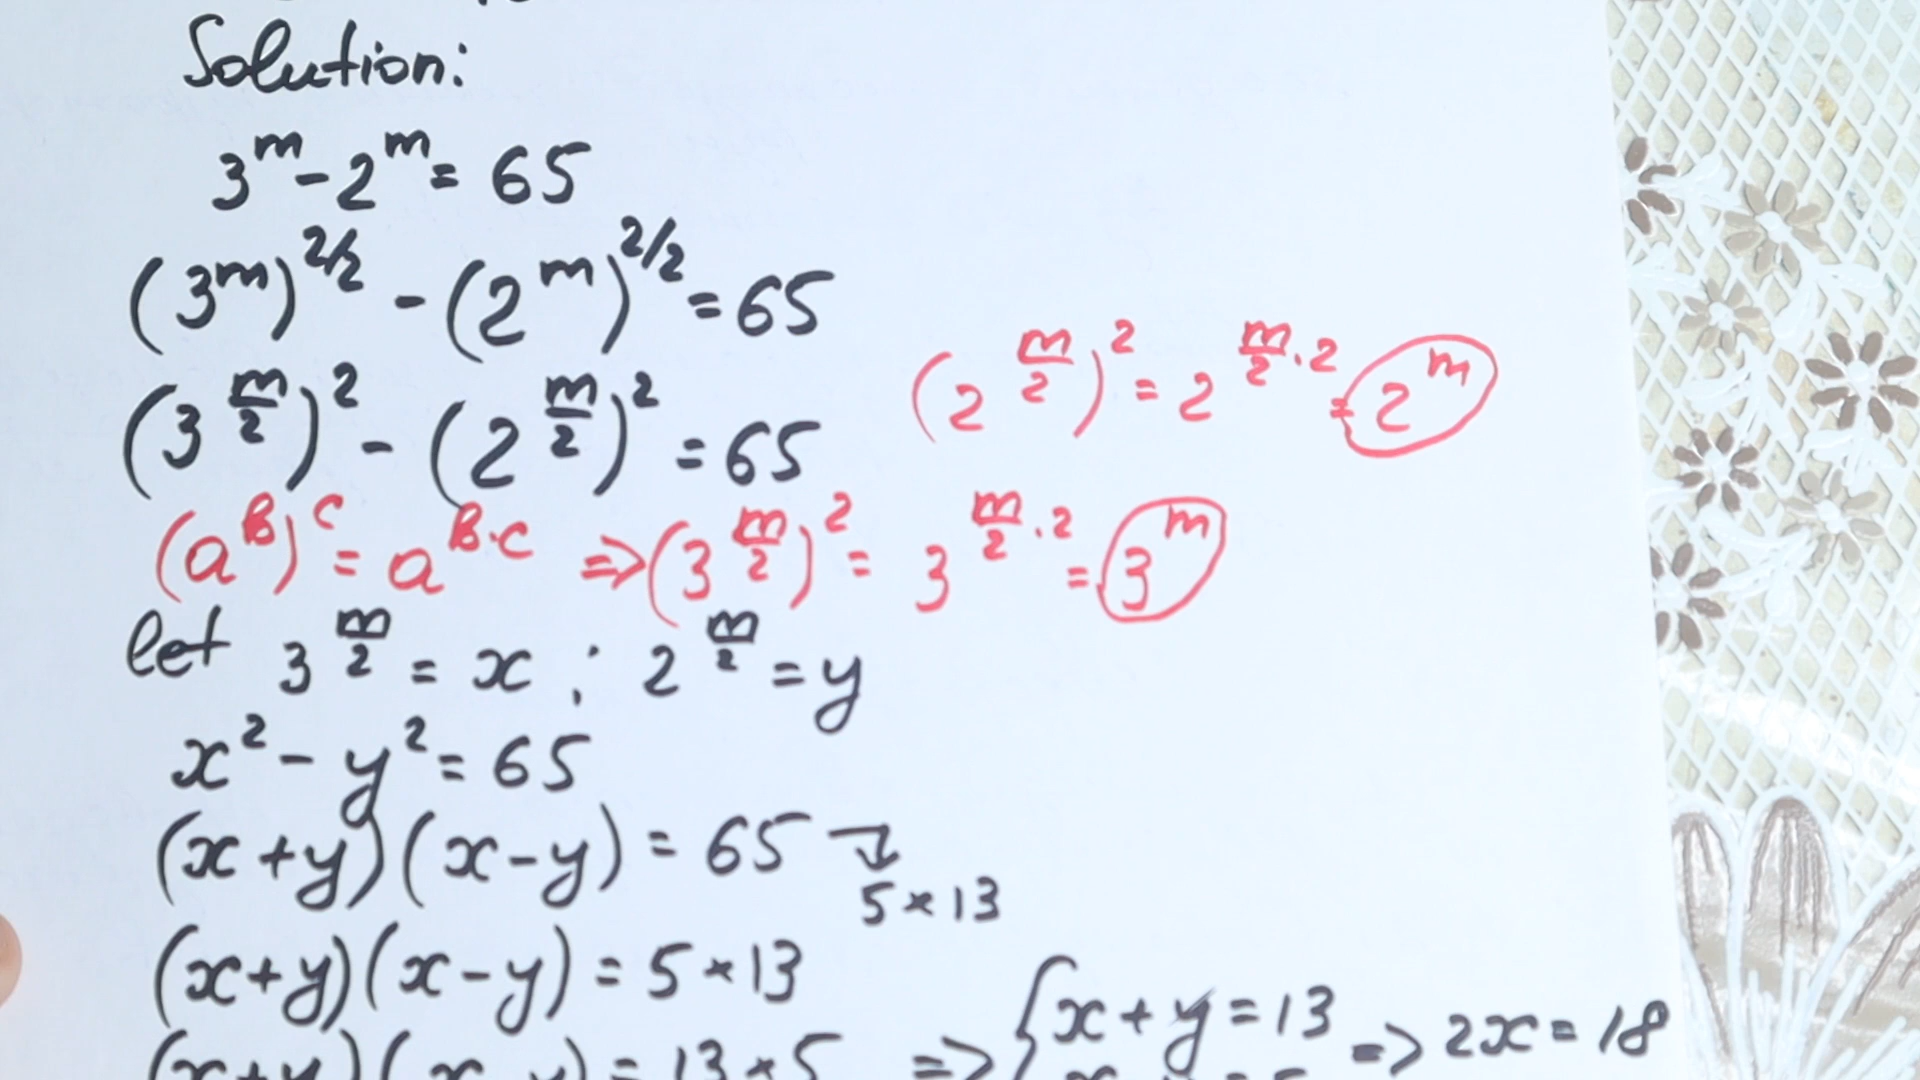 Solution:
3^m - 2^m = 65
(3^m)^2/2 - (2^m)^2/2 = 65
(2^(m/2))^2 = 2^(m/2 · 2) = 2^m
(3^(m/2))^2 - (2^(m/2))^2 = 65
(a^B)^c = a^(B·c) => (3^(m/2))^2 = 3^(m/2 · 2) = 3^m
let 3^(m/2) = x ; 2^(m/2) = y
x^2 - y^2 = 65
(x+y)(x-y) = 65
5 × 13
(x+y)(x-y) = 5 × 13
(x+y)(x-y) = 13 × 5 => { x + y = 13 => 2x = 18